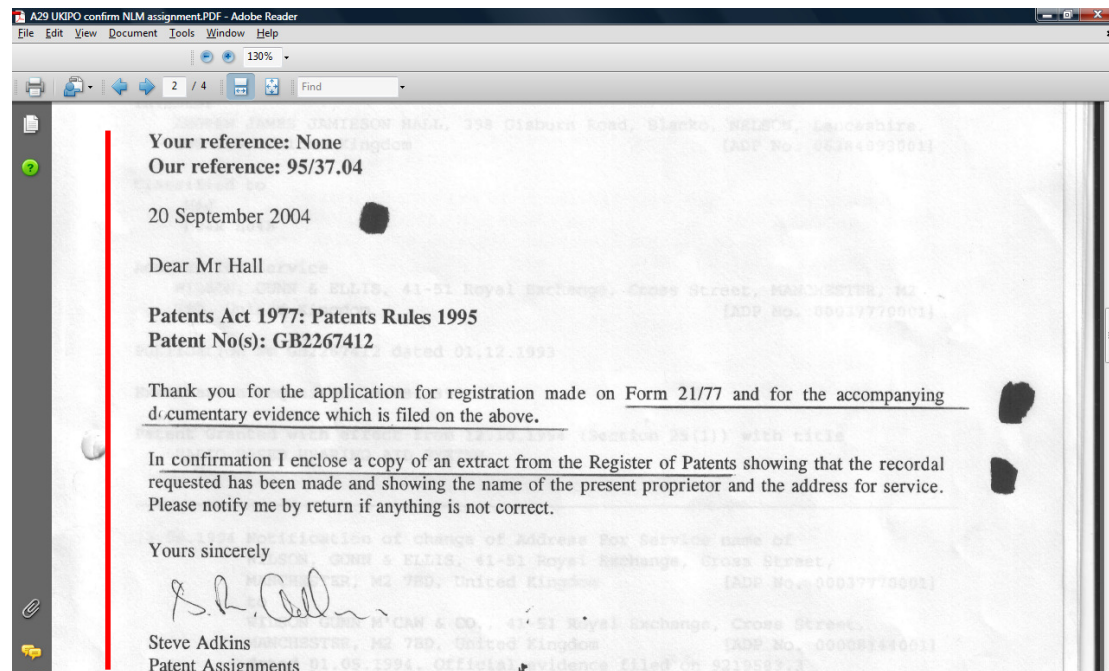 A29 UKIPO confirm NLM assignment.PDF - Adobe Reader
File Edit View Document Tools Window Help
130%
2 / 4 Find
Your reference: None
Our reference: 95/37.04
20 September 2004
Dear Mr Hall
Patents Act 1977: Patents Rules 1995
Patent No(s): GB2267412
Thank you for the application for registration made on Form 21/77 and for the accompanying
documentary evidence which is filed on the above.
In confirmation I enclose a copy of an extract from the Register of Patents showing that the recordal
requested has been made and showing the name of the present proprietor and the address for service.
Please notify me by return if anything is not correct.
Yours sincerely
Steve Adkins
Patent Assignments